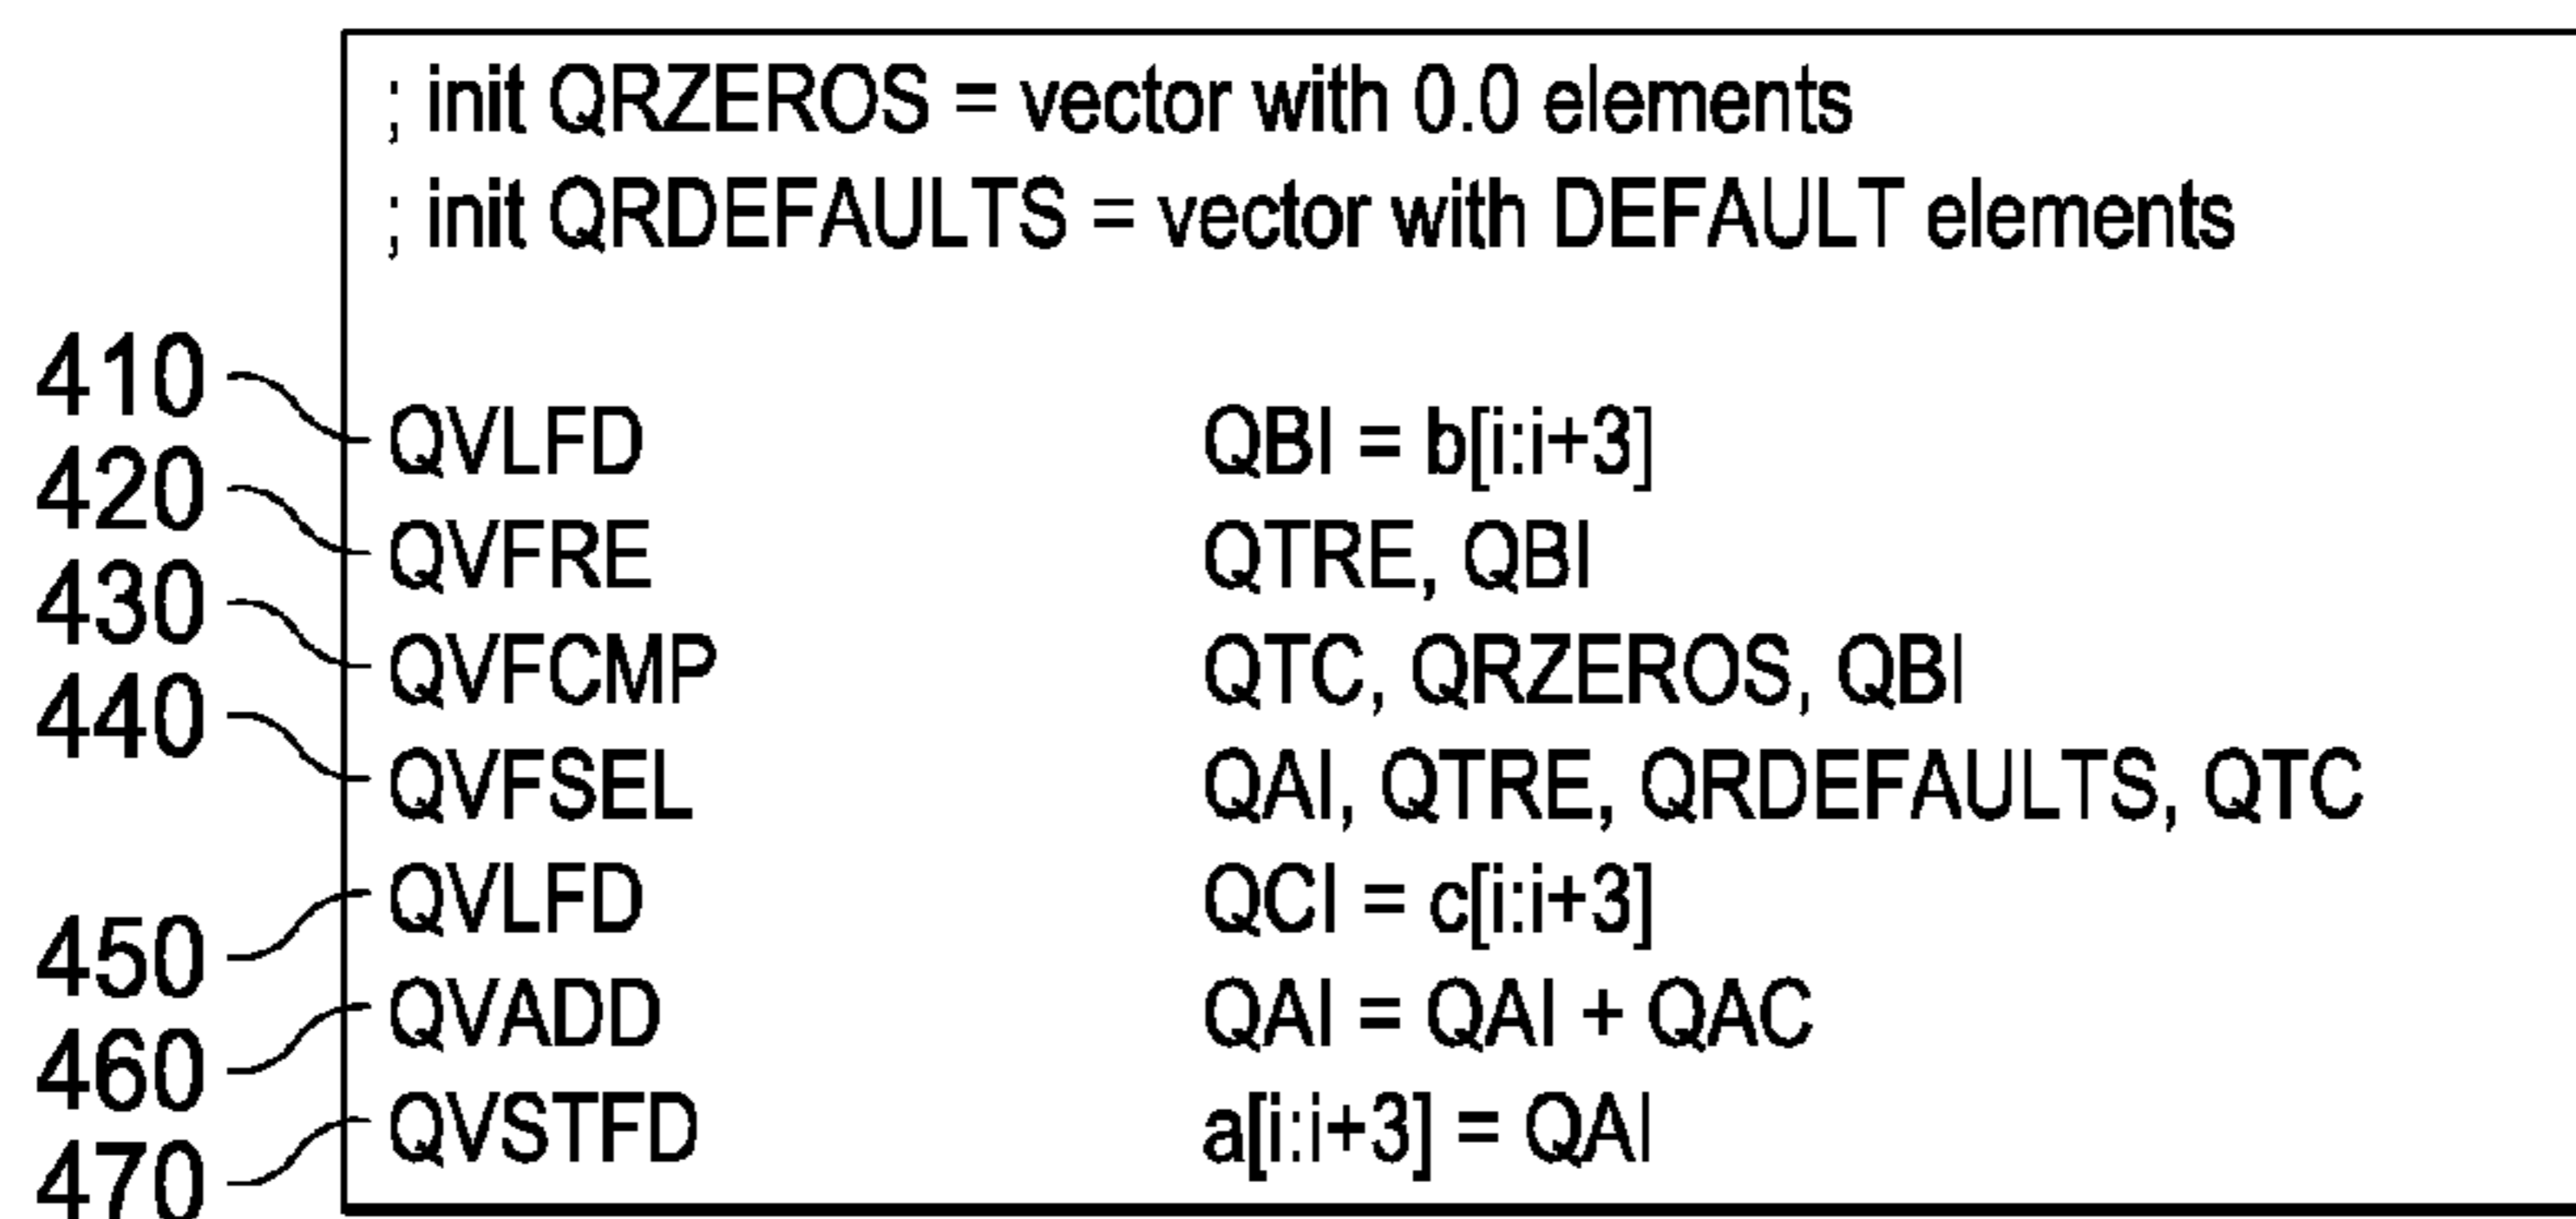 ; init QRZEROS = vector with 0.0 elements
; init QRDEFAULTS = vector with DEFAULT elements
410 QVLFD QBI = b[i:i+3]
420 QVFRE QTRE, QBI
430 QVFCMP QTC, QRZEROS, QBI
440 QVFSEL QAI, QTRE, QRDEFAULTS, QTC
450 QVLFD QCI = c[i:i+3]
460 QVADD QAI = QAI + QAC
470 QVSTFD a[i:i+3] = QAI